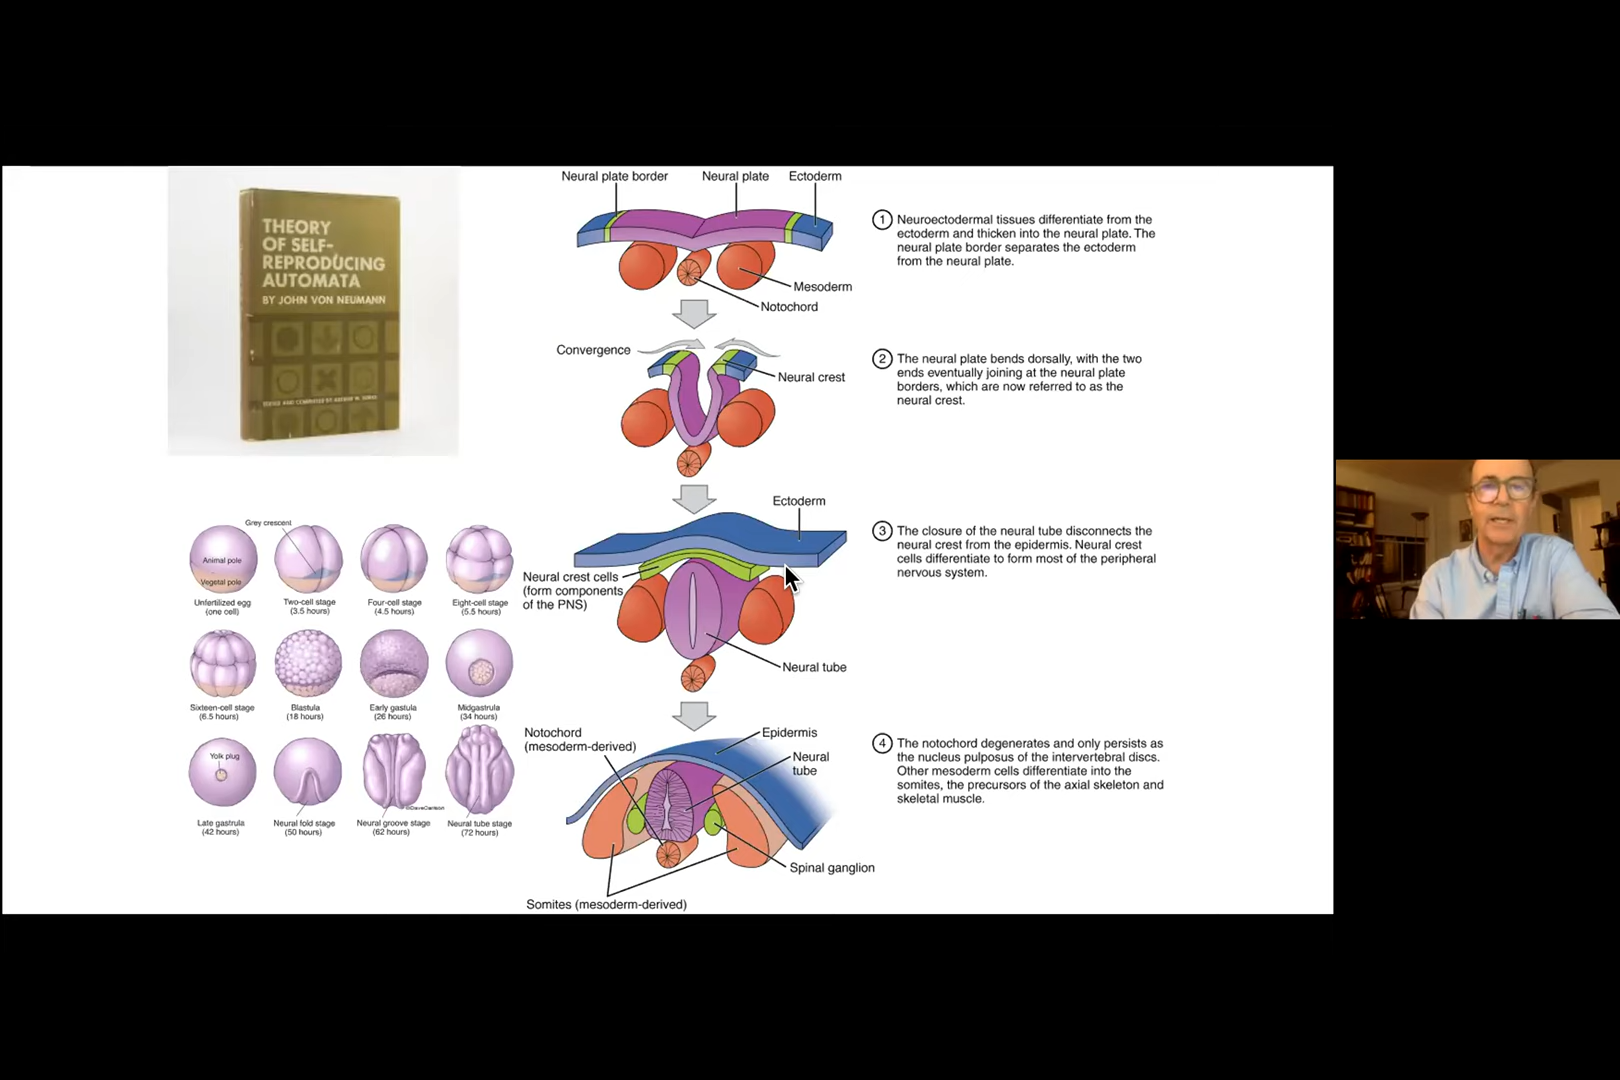 THEORY
OF SELF-
REPRODUCING
AUTOMATA
BY JOHN VON NEUMANN
EDITED AND COMPLETED BY ARTHUR W. BURKS
Neural plate border
Neural plate
Ectoderm
Mesoderm
Notochord
1
Neuroectodermal tissues differentiate from the
ectoderm and thicken into the neural plate. The
neural plate border separates the ectoderm
from the neural plate.
Convergence
Neural crest
2
The neural plate bends dorsally, with the two
ends eventually joining at the neural plate
borders, which are now referred to as the
neural crest.
Ectoderm
Neural crest cells
(form components
of the PNS)
Neural tube
3
The closure of the neural tube disconnects the
neural crest from the epidermis. Neural crest
cells differentiate to form most of the peripheral
nervous system.
Notochord
(mesoderm-derived)
Epidermis
Neural
tube
Spinal ganglion
Somites (mesoderm-derived)
4
The notochord degenerates and only persists as
the nucleus pulposus of the intervertebral discs.
Other mesoderm cells differentiate into the
somites, the precursors of the axial skeleton and
skeletal muscle.
Grey crescent
Animal pole
Vegetal pole
Unfertilized egg
(one cell)
Two-cell stage
(3.5 hours)
Four-cell stage
(4.5 hours)
Eight-cell stage
(5.5 hours)
Sixteen-cell stage
(6.5 hours)
Blastula
(18 hours)
Early gastula
(26 hours)
Midgastrula
(34 hours)
Yolk plug
Late gastrula
(42 hours)
Neural fold stage
(50 hours)
Neural groove stage
(62 hours)
Neural tube stage
(72 hours)